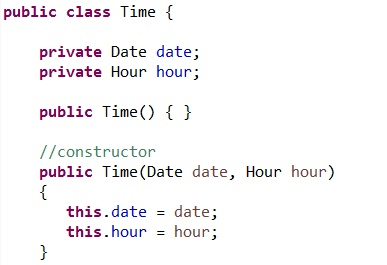 public class Time {
private Date date;
private Hour hour;
public Time() { }
//constructor
public Time(Date date, Hour hour)
{
this.date = date;
this.hour = hour;
}